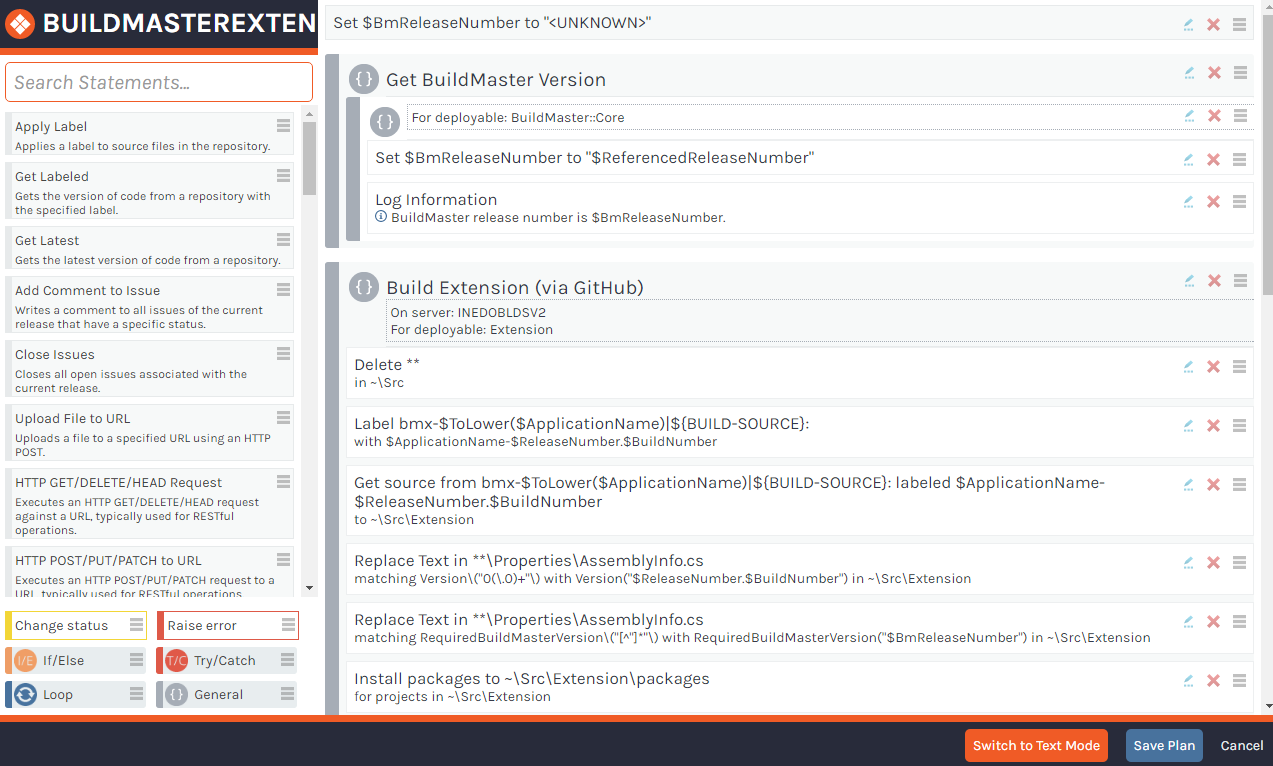 BUILDMASTEREXTEN
Search Statements...
Apply Label
Applies a label to source files in the repository.
Get Labeled
Gets the version of code from a repository with
the specified label.
Get Latest
Gets the latest version of code from a repository.
Add Comment to Issue
Writes a comment to all issues of the current
release that have a specific status.
Close Issues
Closes all open issues associated with the
current release.
Upload File to URL
Uploads a file to a specified URL using an HTTP
POST.
HTTP GET/DELETE/HEAD Request
Executes an HTTP GET/DELETE/HEAD request
against a URL, typically used for RESTful
operations.
HTTP POST/PUT/PATCH to URL
Executes an HTTP POST/PUT/PATCH request to a
URL, typically used for RESTful operations
Change status
Raise error
I/E If/Else
T/C Try/Catch
Loop
{} General
Set $BmReleaseNumber to "<UNKNOWN>"
{} Get BuildMaster Version
{} For deployable: BuildMaster::Core
Set $BmReleaseNumber to "$ReferencedReleaseNumber"
Log Information
BuildMaster release number is $BmReleaseNumber.
{} Build Extension (via GitHub)
On server: INEDOBLDSV2
For deployable: Extension
Delete **
in ~\Src
Label bmx-$ToLower($ApplicationName)|${BUILD-SOURCE}:
with $ApplicationName-$ReleaseNumber.$BuildNumber
Get source from bmx-$ToLower($ApplicationName)|${BUILD-SOURCE}: labeled $ApplicationName-
$ReleaseNumber.$BuildNumber
to ~\Src\Extension
Replace Text in **\Properties\AssemblyInfo.cs
matching Version\("0(\.0)+"\) with Version("$ReleaseNumber.$BuildNumber") in ~\Src\Extension
Replace Text in **\Properties\AssemblyInfo.cs
matching RequiredBuildMasterVersion\("[^"]*"\) with RequiredBuildMasterVersion("$BmReleaseNumber") in ~\Src\Extension
Install packages to ~\Src\Extension\packages
for projects in ~\Src\Extension
Switch to Text Mode
Save Plan
Cancel